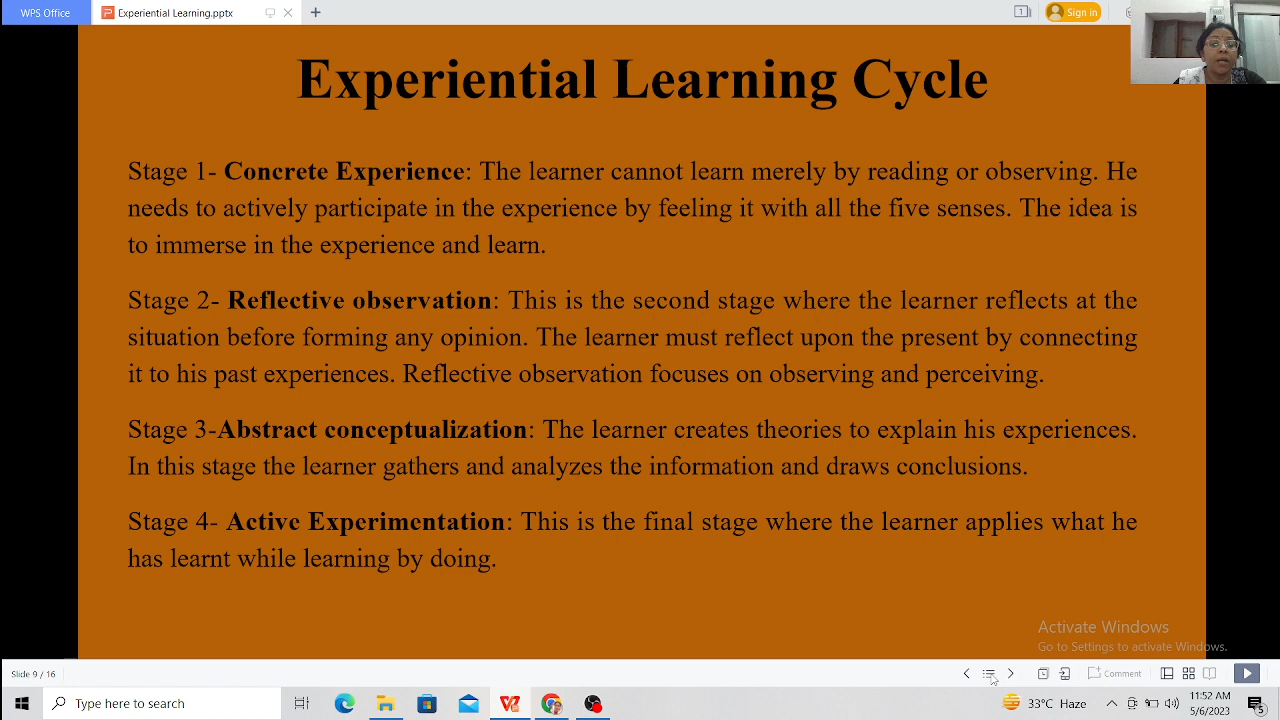 WPS Office
Experiential Learning.pptx
Sign in
Experiential Learning Cycle
Stage 1- Concrete Experience: The learner cannot learn merely by reading or observing. He
needs to actively participate in the experience by feeling it with all the five senses. The idea is
to immerse in the experience and learn.
Stage 2- Reflective observation: This is the second stage where the learner reflects at the
situation before forming any opinion. The learner must reflect upon the present by connecting
it to his past experiences. Reflective observation focuses on observing and perceiving.
Stage 3-Abstract conceptualization: The learner creates theories to explain his experiences.
In this stage the learner gathers and analyzes the information and draws conclusions.
Stage 4- Active Experimentation: This is the final stage where the learner applies what he
has learnt while learning by doing.
Activate Windows
Go to Settings to activate Windows.
Slide 9 / 16
Comment
Type here to search
33°C Haze
11:52 AM
5/6/2023